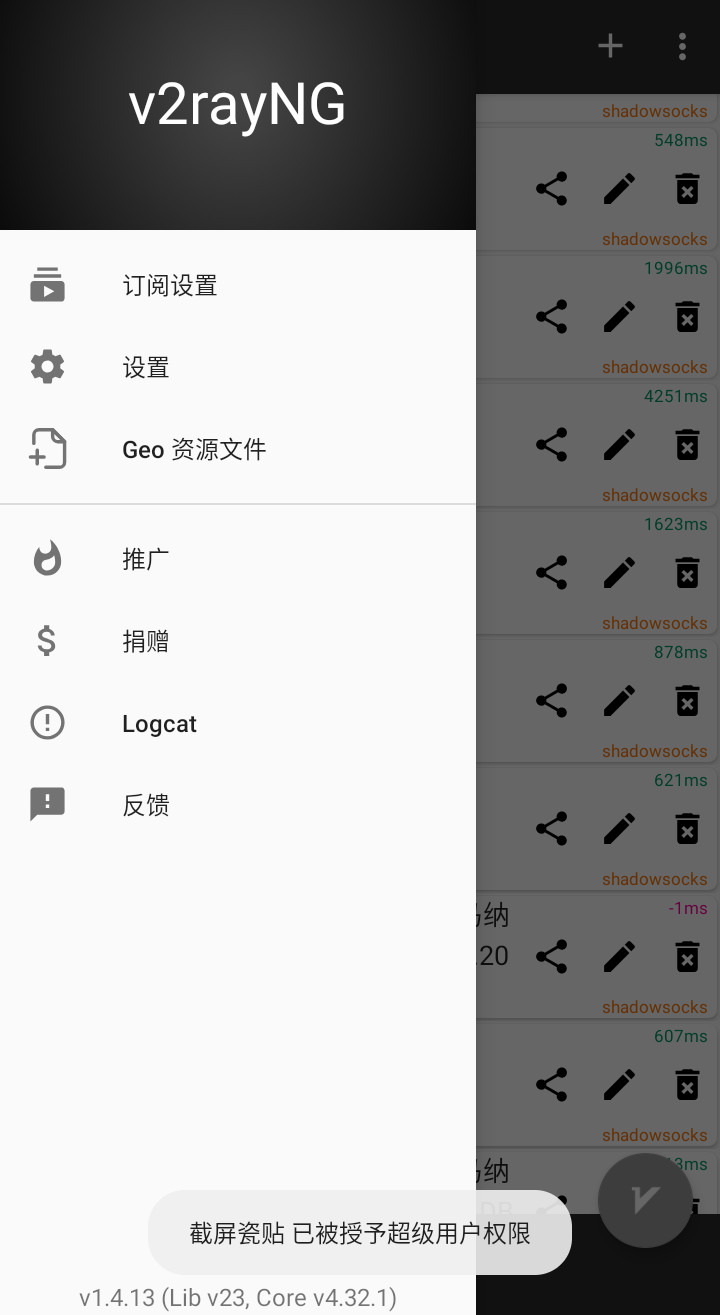 v2rayNG
订阅设置
设置
Geo 资源文件
推广
捐赠
Logcat
反馈
v1.4.13 (Lib v23, Core v4.32.1)
shadowsocks
548ms
shadowsocks
1996ms
shadowsocks
4251ms
shadowsocks
1623ms
shadowsocks
878ms
shadowsocks
621ms
shadowsocks
纳
-1ms
.20
shadowsocks
607ms
shadowsocks
纳
3ms
截屏瓷贴 已被授予超级用户权限